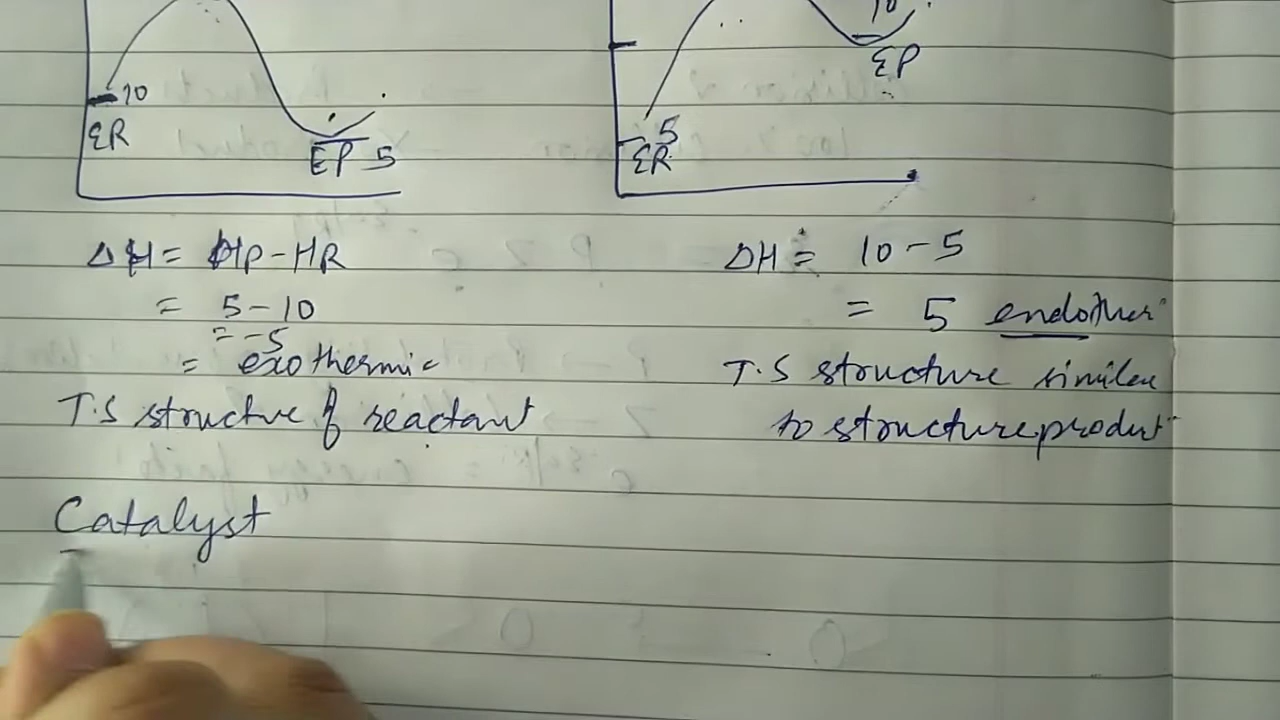 10
ER
EP 5
10
EP
5
ER
ΔH = HP - HR
= 5 - 10
= -5
= exothermic
T.S structure of reactant
ΔH = 10 - 5
= 5 endother
T.S structure similar
to structure product
Catalyst